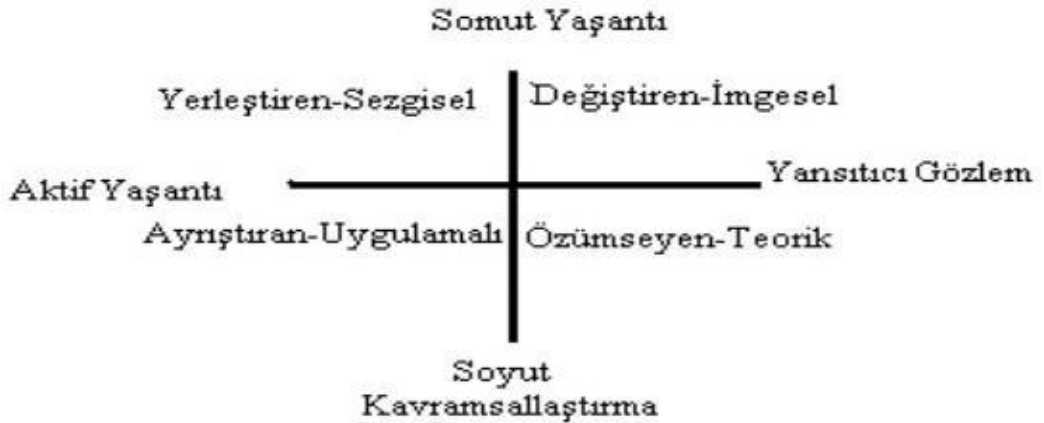 Somut Yaşantı
Yerleştiren-Sezgisel
Değiştiren-İmgesel
Aktif Yaşantı
Yansıtıcı Gözlem
Ayrıştıran-Uygulamalı
Özümseyen-Teorik
Soyut
Kavramsallaştırma